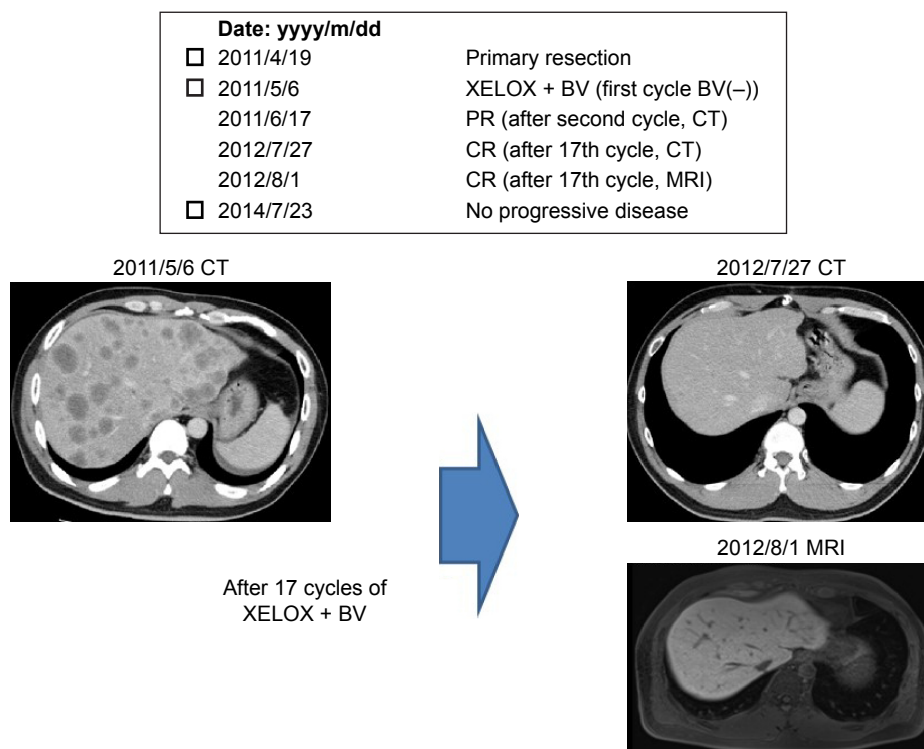 Date: yyyy/m/dd
☐ 2011/4/19 Primary resection
☐ 2011/5/6 XELOX + BV (first cycle BV(–))
2011/6/17 PR (after second cycle, CT)
2012/7/27 CR (after 17th cycle, CT)
2012/8/1 CR (after 17th cycle, MRI)
☐ 2014/7/23 No progressive disease
2011/5/6 CT
2012/7/27 CT
After 17 cycles of
XELOX + BV
2012/8/1 MRI